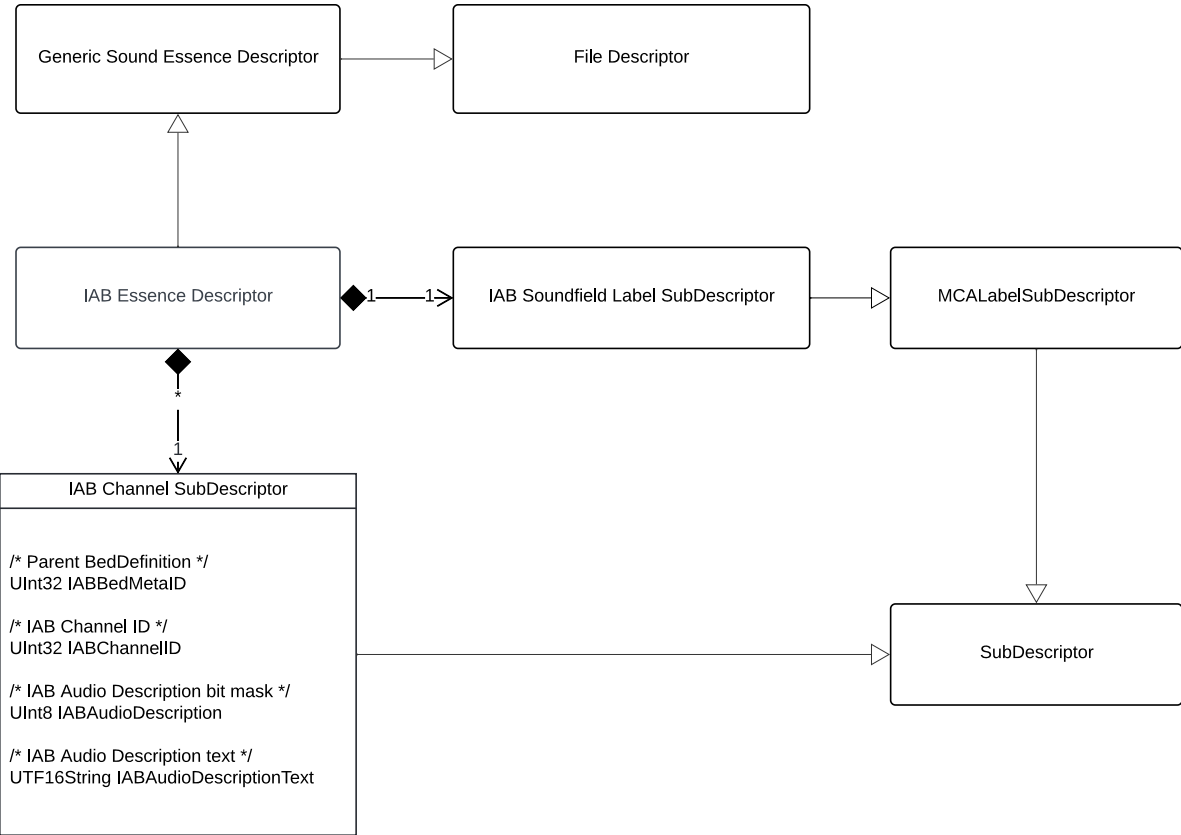 Generic Sound Essence Descriptor
File Descriptor
IAB Essence Descriptor
1
1
IAB Soundfield Label SubDescriptor
MCALabelSubDescriptor
*
1
IAB Channel SubDescriptor
/* Parent BedDefinition */
UInt32 IABBedMetaID
/* IAB Channel ID */
UInt32 IABChannelID
/* IAB Audio Description bit mask */
UInt8 IABAudioDescription
/* IAB Audio Description text */
UTF16String IABAudioDescriptionText
SubDescriptor